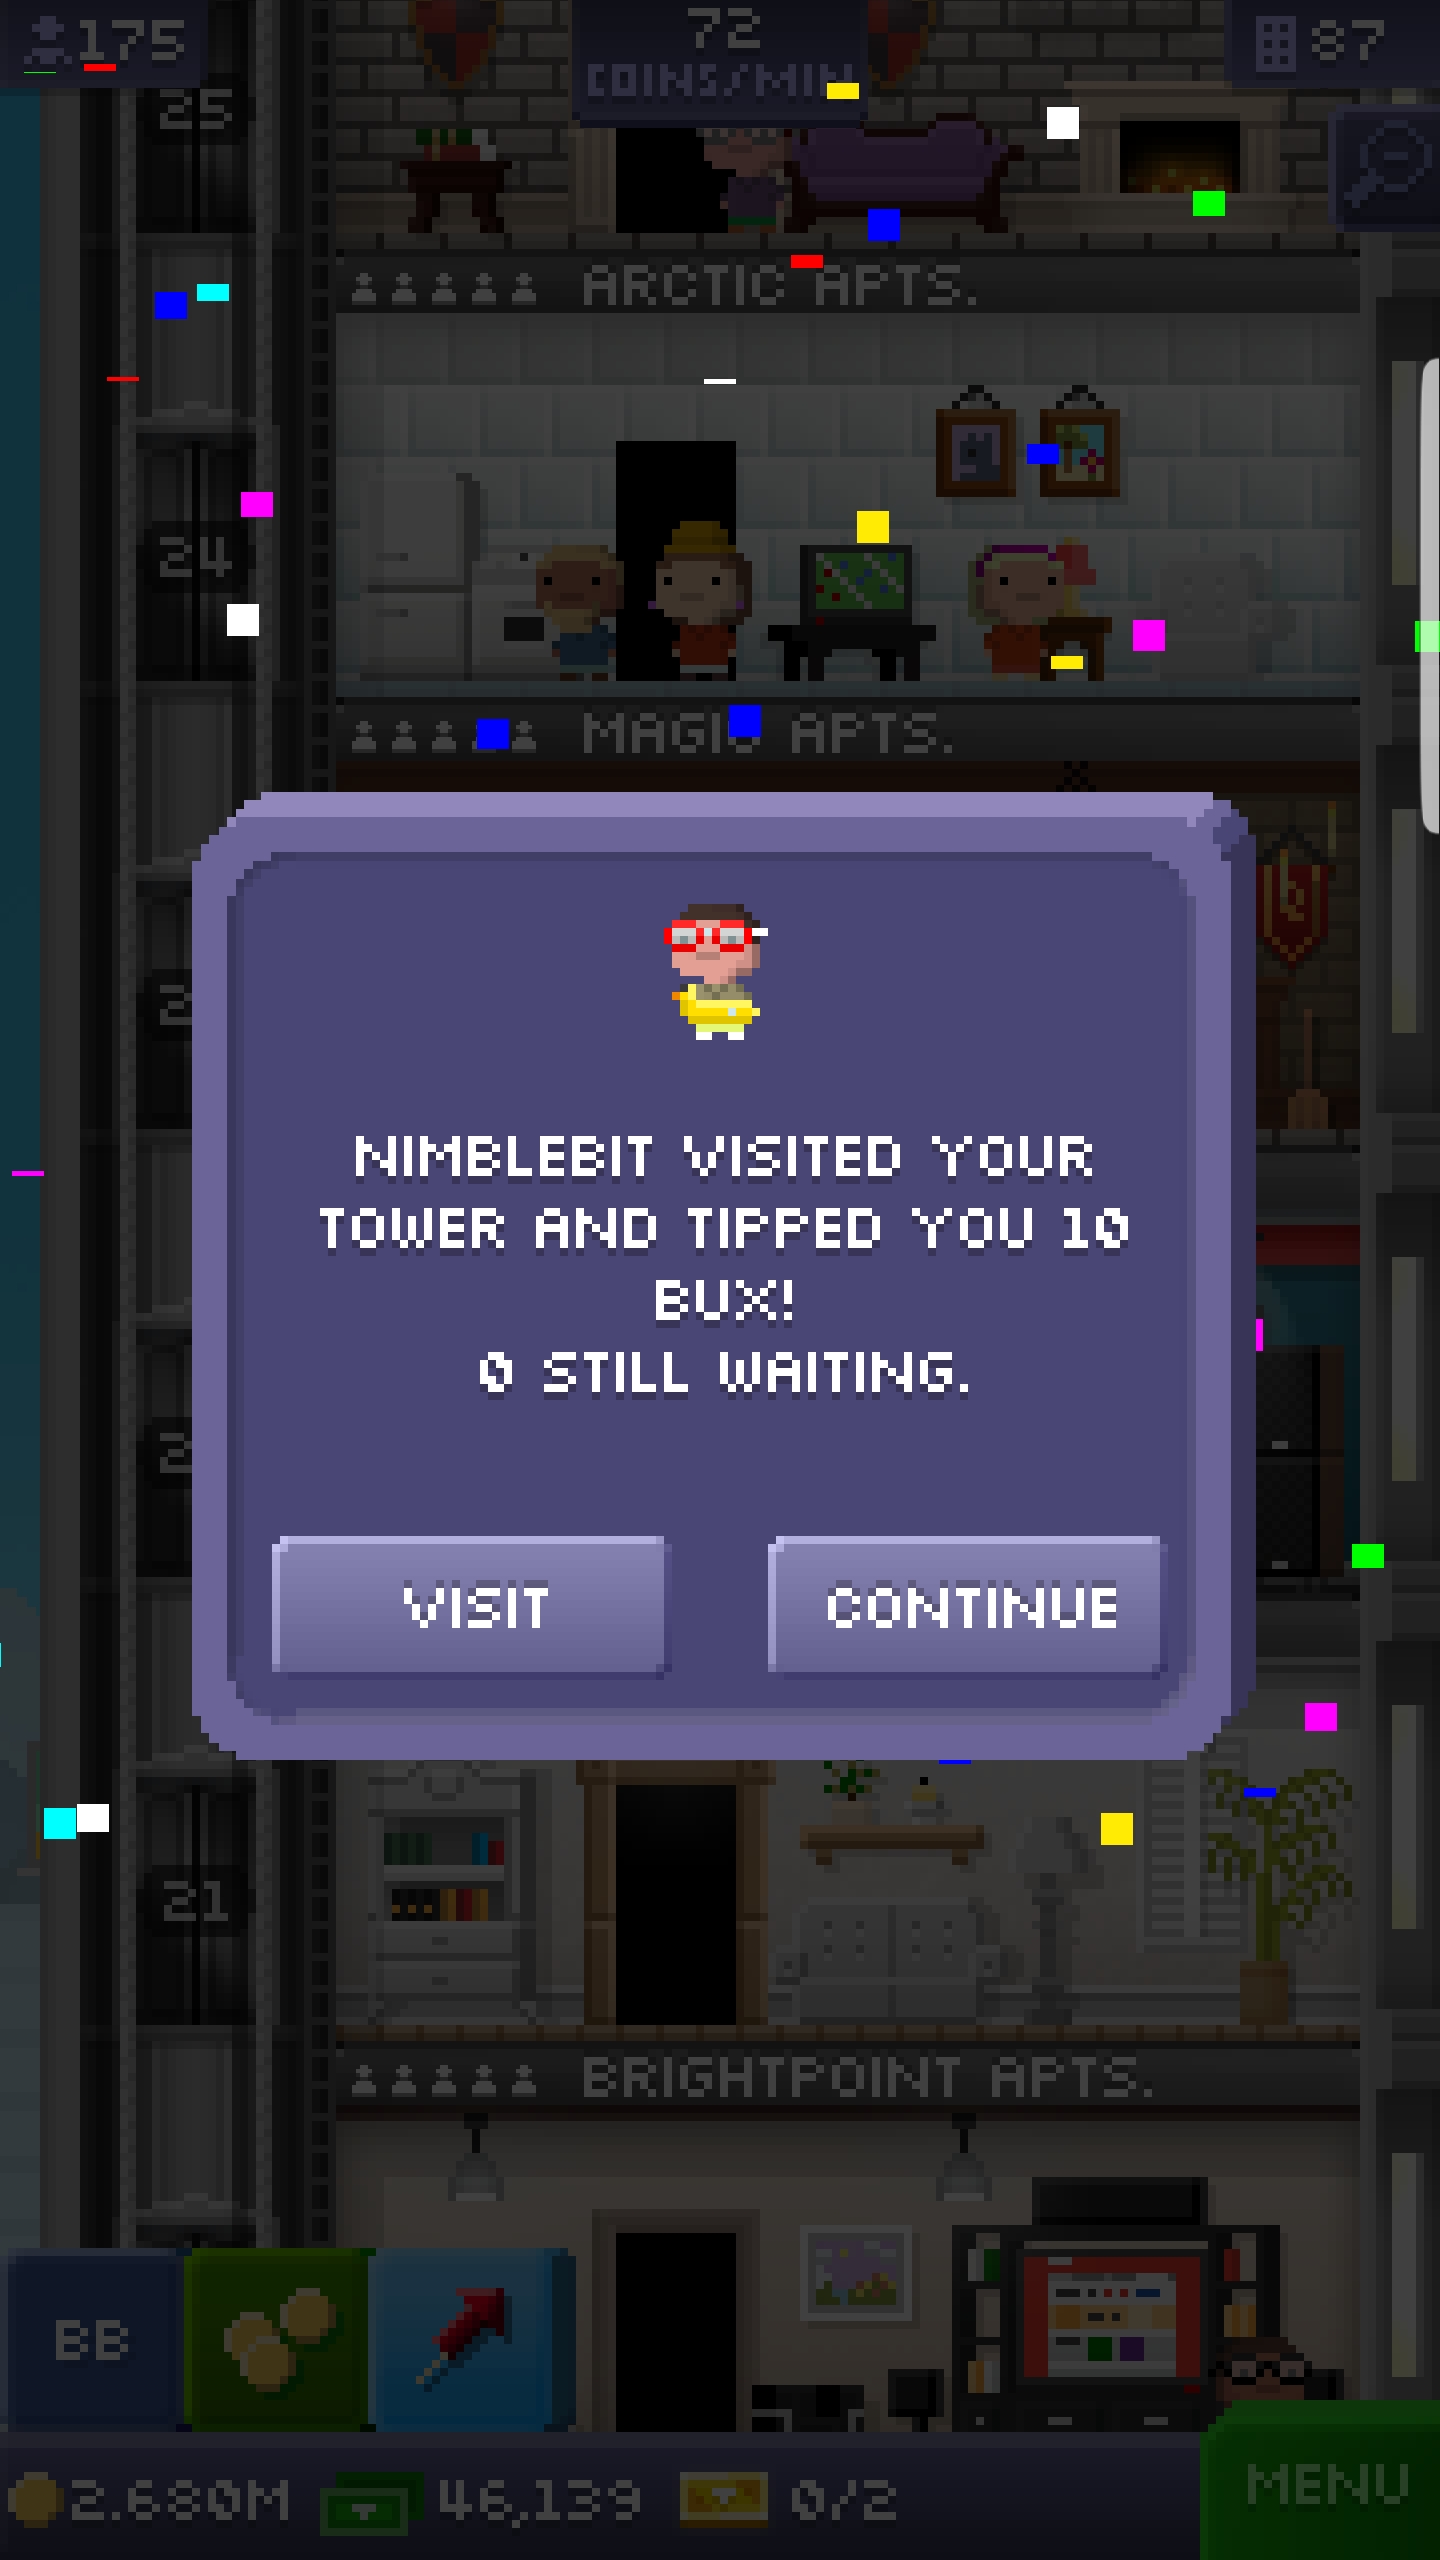 175
72
COINS/MIN
87
25
ARCTIC APTS.
24
MAGIC APTS.
NIMBLEBIT VISITED YOUR
TOWER AND TIPPED YOU 10
BUX!
0 STILL WAITING.
VISIT
CONTINUE
21
BRIGHTPOINT APTS.
BB
2.680M
46,139
0/2
MENU